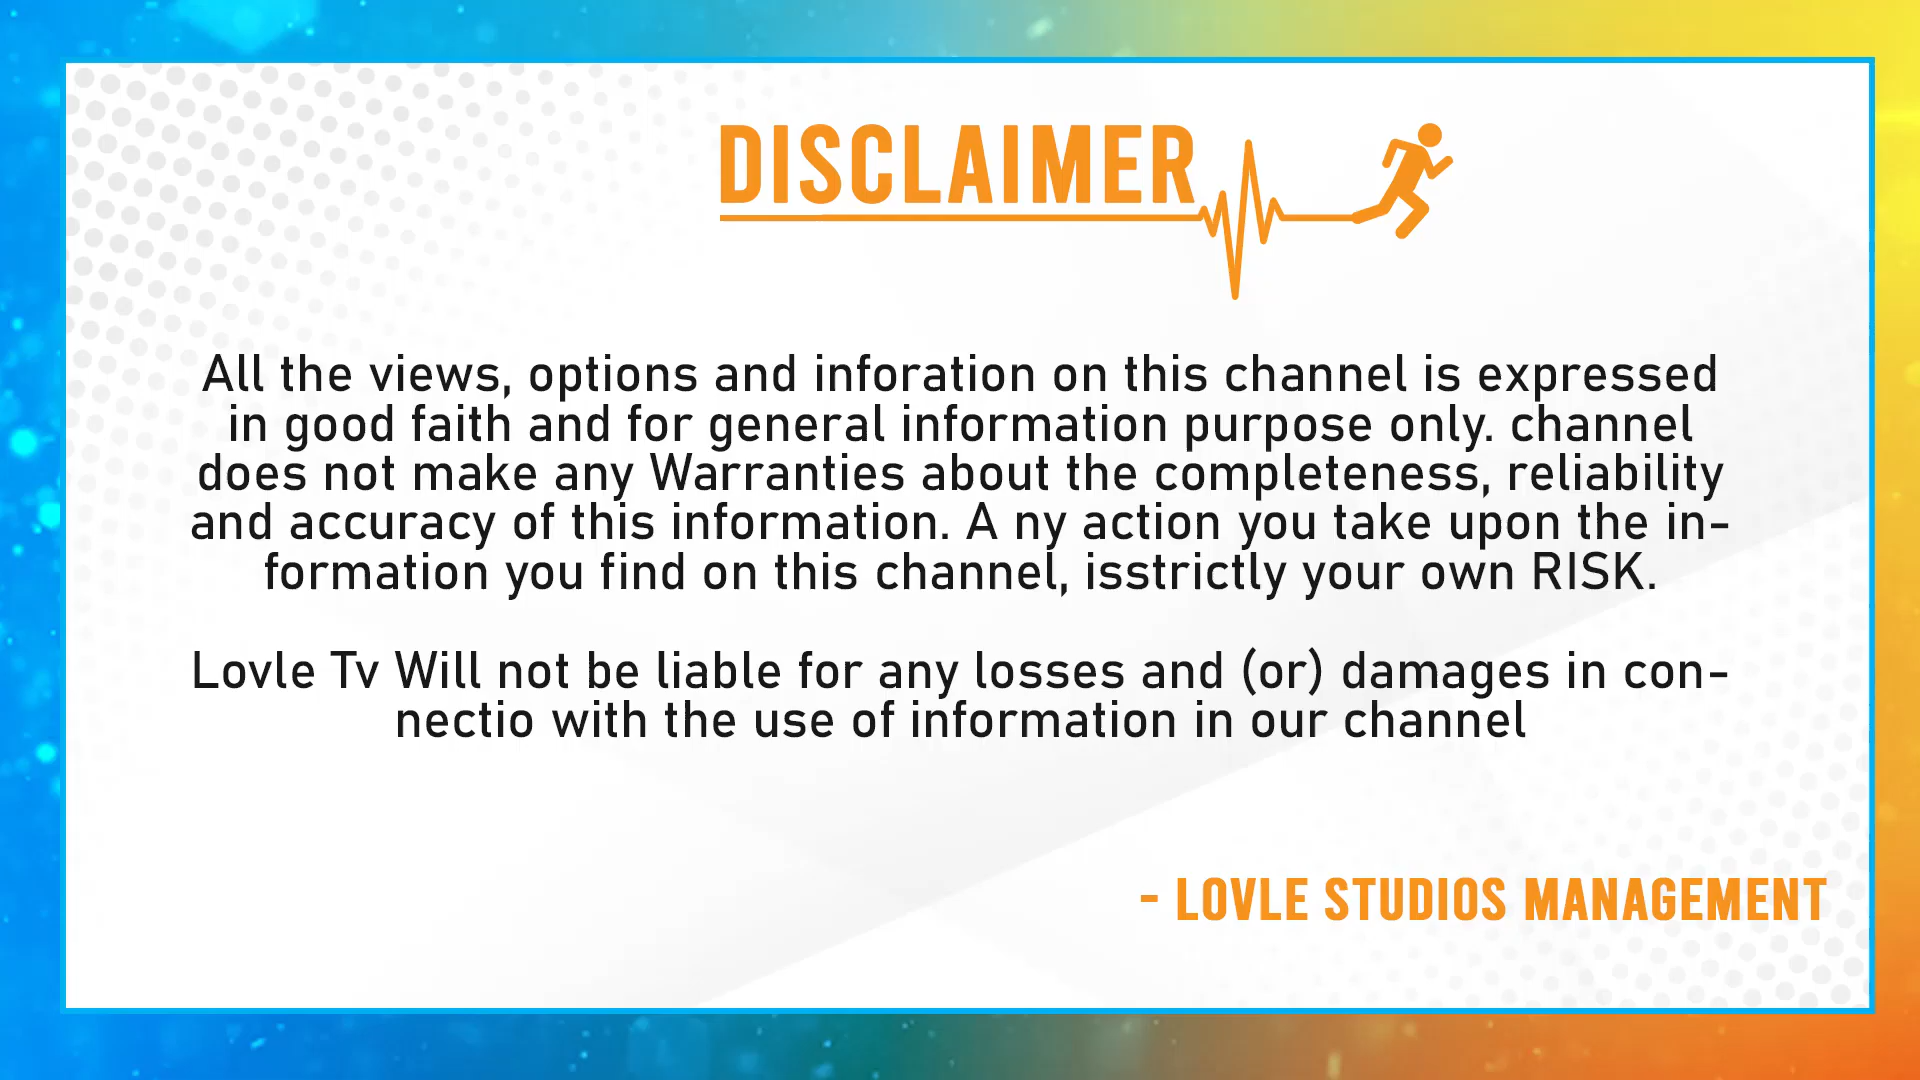 DISCLAIMER
All the views, options and inforation on this channel is expressed
in good faith and for general information purpose only. channel
does not make any Warranties about the completeness, reliability
and accuracy of this information. A ny action you take upon the in-
formation you find on this channel, isstrictly your own RISK.
Lovle Tv Will not be liable for any losses and (or) damages in con-
nectio with the use of information in our channel
- LOVLE STUDIOS MANAGEMENT